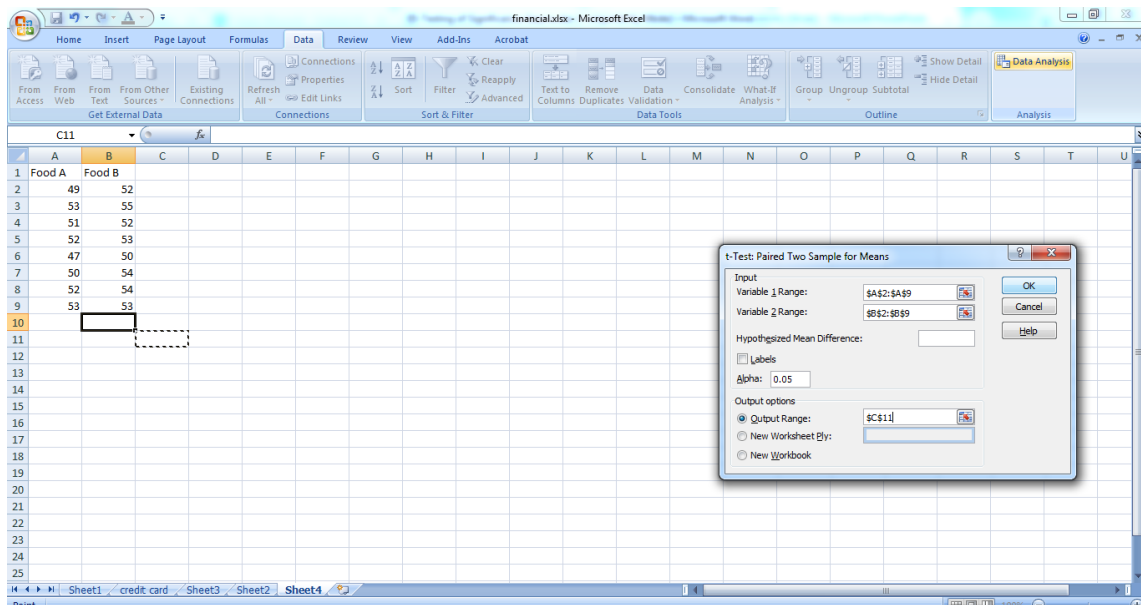 financial.xlsx - Microsoft Excel
Home Insert Page Layout Formulas Data Review View Add-Ins Acrobat
From Access From Web From Text From Other Sources Existing Connections
Get External Data
Refresh All Connections Properties Edit Links
Connections
Sort Filter Clear Reapply Advanced
Sort & Filter
Text to Columns Remove Duplicates Data Validation Consolidate What-If Analysis
Data Tools
Group Ungroup Subtotal Show Detail Hide Detail
Outline
Data Analysis
Analysis
C11 fx
A B C D E F G H I J K L M N O P Q R S T U
1 Food A Food B
2 49 52
3 53 55
4 51 52
5 52 53
6 47 50
7 50 54
8 52 54
9 53 53
10
11
12
13
14
15
16
17
18
19
20
21
22
23
24
25
t-Test: Paired Two Sample for Means
Input
Variable 1 Range: $A$2:$A$9
Variable 2 Range: $B$2:$B$9
Hypothesized Mean Difference:
Labels
Alpha: 0.05
Output options
Output Range: $C$11
New Worksheet Ply:
New Workbook
OK
Cancel
Help
Sheet1 credit card Sheet3 Sheet2 Sheet4